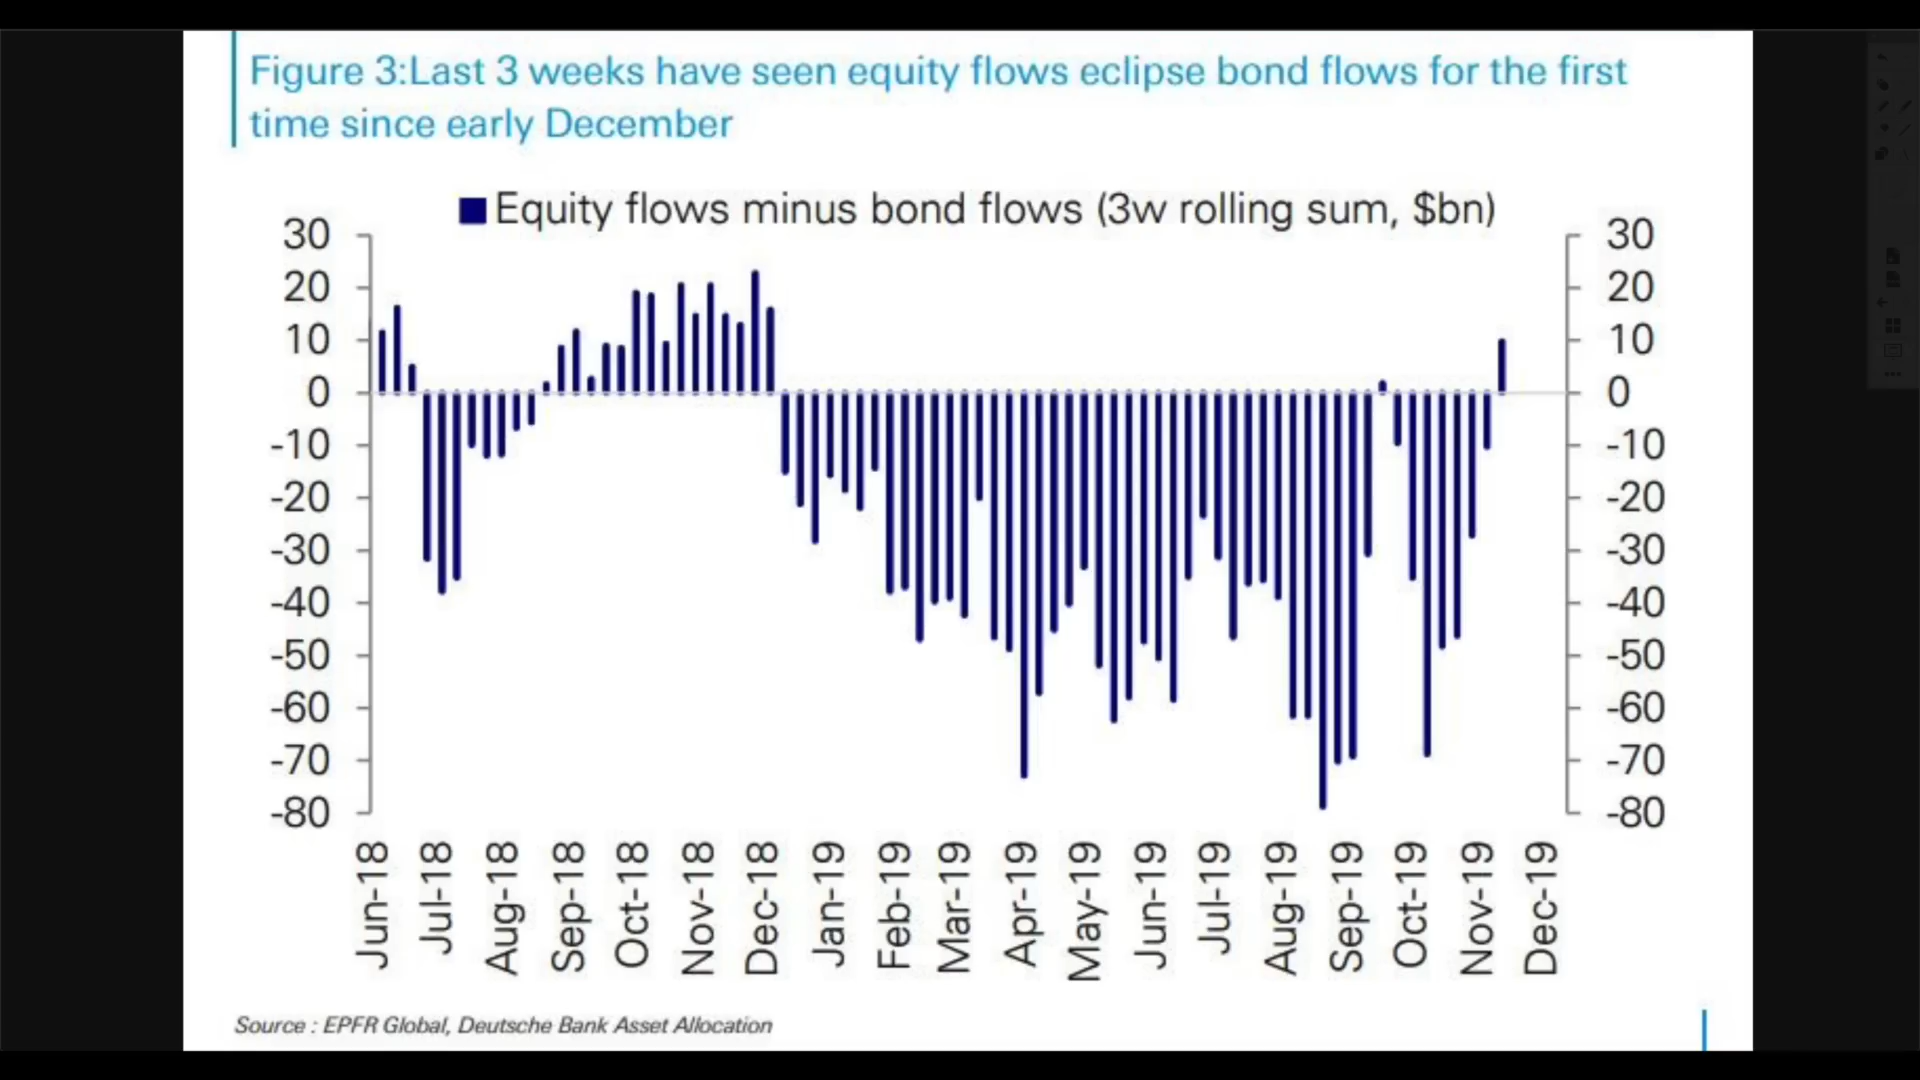 Figure 3:Last 3 weeks have seen equity flows eclipse bond flows for the first
time since early December
Equity flows minus bond flows (3w rolling sum, $bn)
30 30
20 20
10 10
0 0
-10 -10
-20 -20
-30 -30
-40 -40
-50 -50
-60 -60
-70 -70
-80 -80
Jun-18 Jul-18 Aug-18 Sep-18 Oct-18 Nov-18 Dec-18 Jan-19 Feb-19 Mar-19 Apr-19 May-19 Jun-19 Jul-19 Aug-19 Sep-19 Oct-19 Nov-19 Dec-19
Source : EPFR Global, Deutsche Bank Asset Allocation